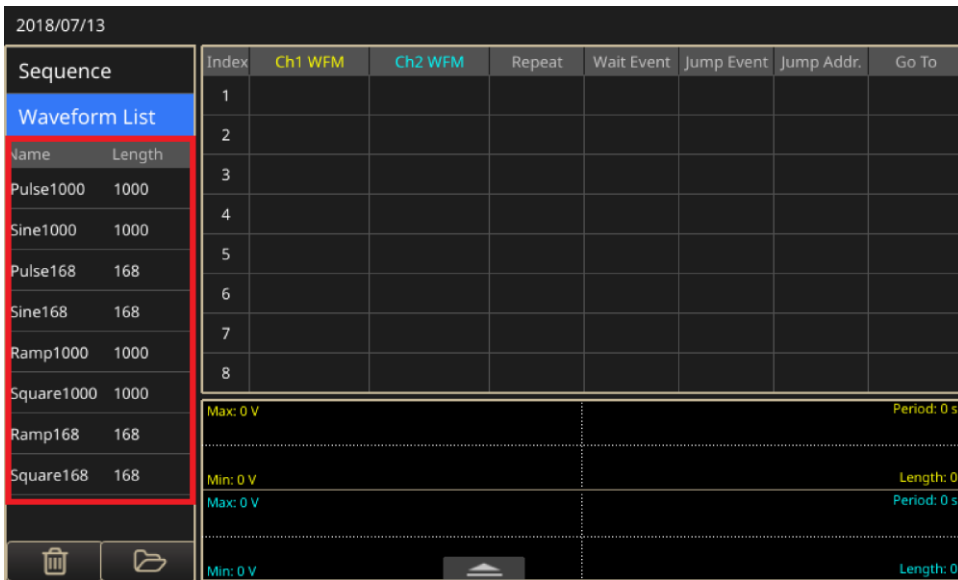 2018/07/13
Sequence
Waveform List
Name Length
Pulse1000 1000
Sine1000 1000
Pulse168 168
Sine168 168
Ramp1000 1000
Square1000 1000
Ramp168 168
Square168 168
Index Ch1 WFM Ch2 WFM Repeat Wait Event Jump Event Jump Addr. Go To
1
2
3
4
5
6
7
8
Max: 0 V Period: 0 s
Min: 0 V Length: 0
Max: 0 V Period: 0 s
Min: 0 V Length: 0